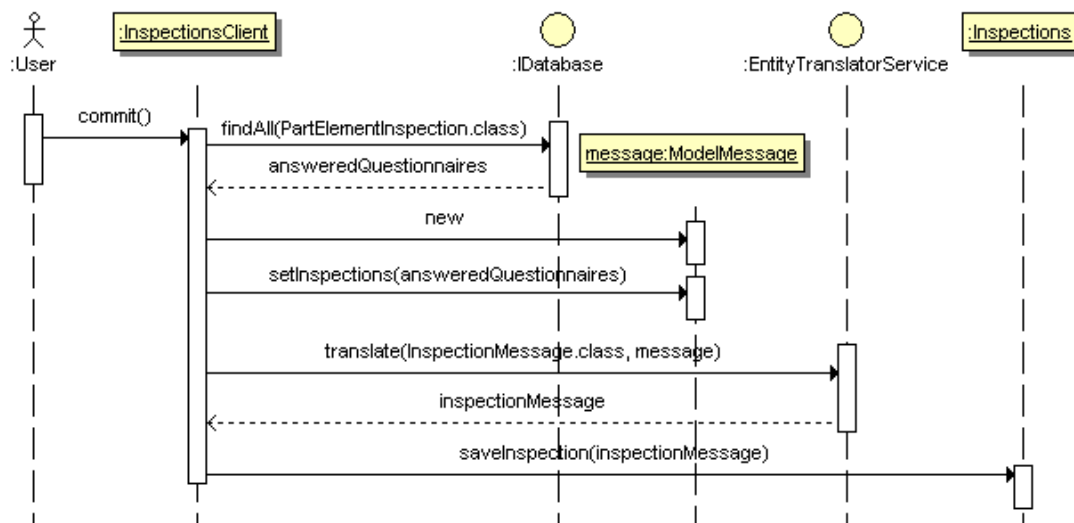 :InspectionsClient
:Inspections
:User
:IDatabase
:EntityTranslatorService
commit()
findAll(PartElementInspection.class)
message:ModelMessage
answeredQuestionnaires
new
setInspections(answeredQuestionnaires)
translate(InspectionMessage.class, message)
inspectionMessage
saveInspection(inspectionMessage)